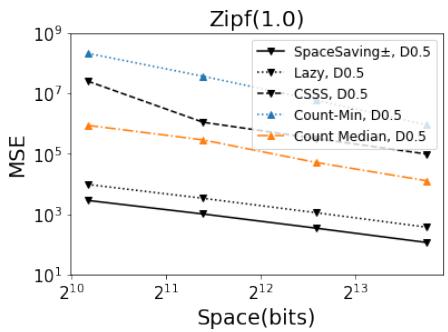 Zipf(1.0)
10^9
10^7
10^5
10^3
10^1
MSE
SpaceSaving±, D0.5
Lazy, D0.5
CSSS, D0.5
Count-Min, D0.5
Count Median, D0.5
2^10
2^11
2^12
2^13
Space(bits)